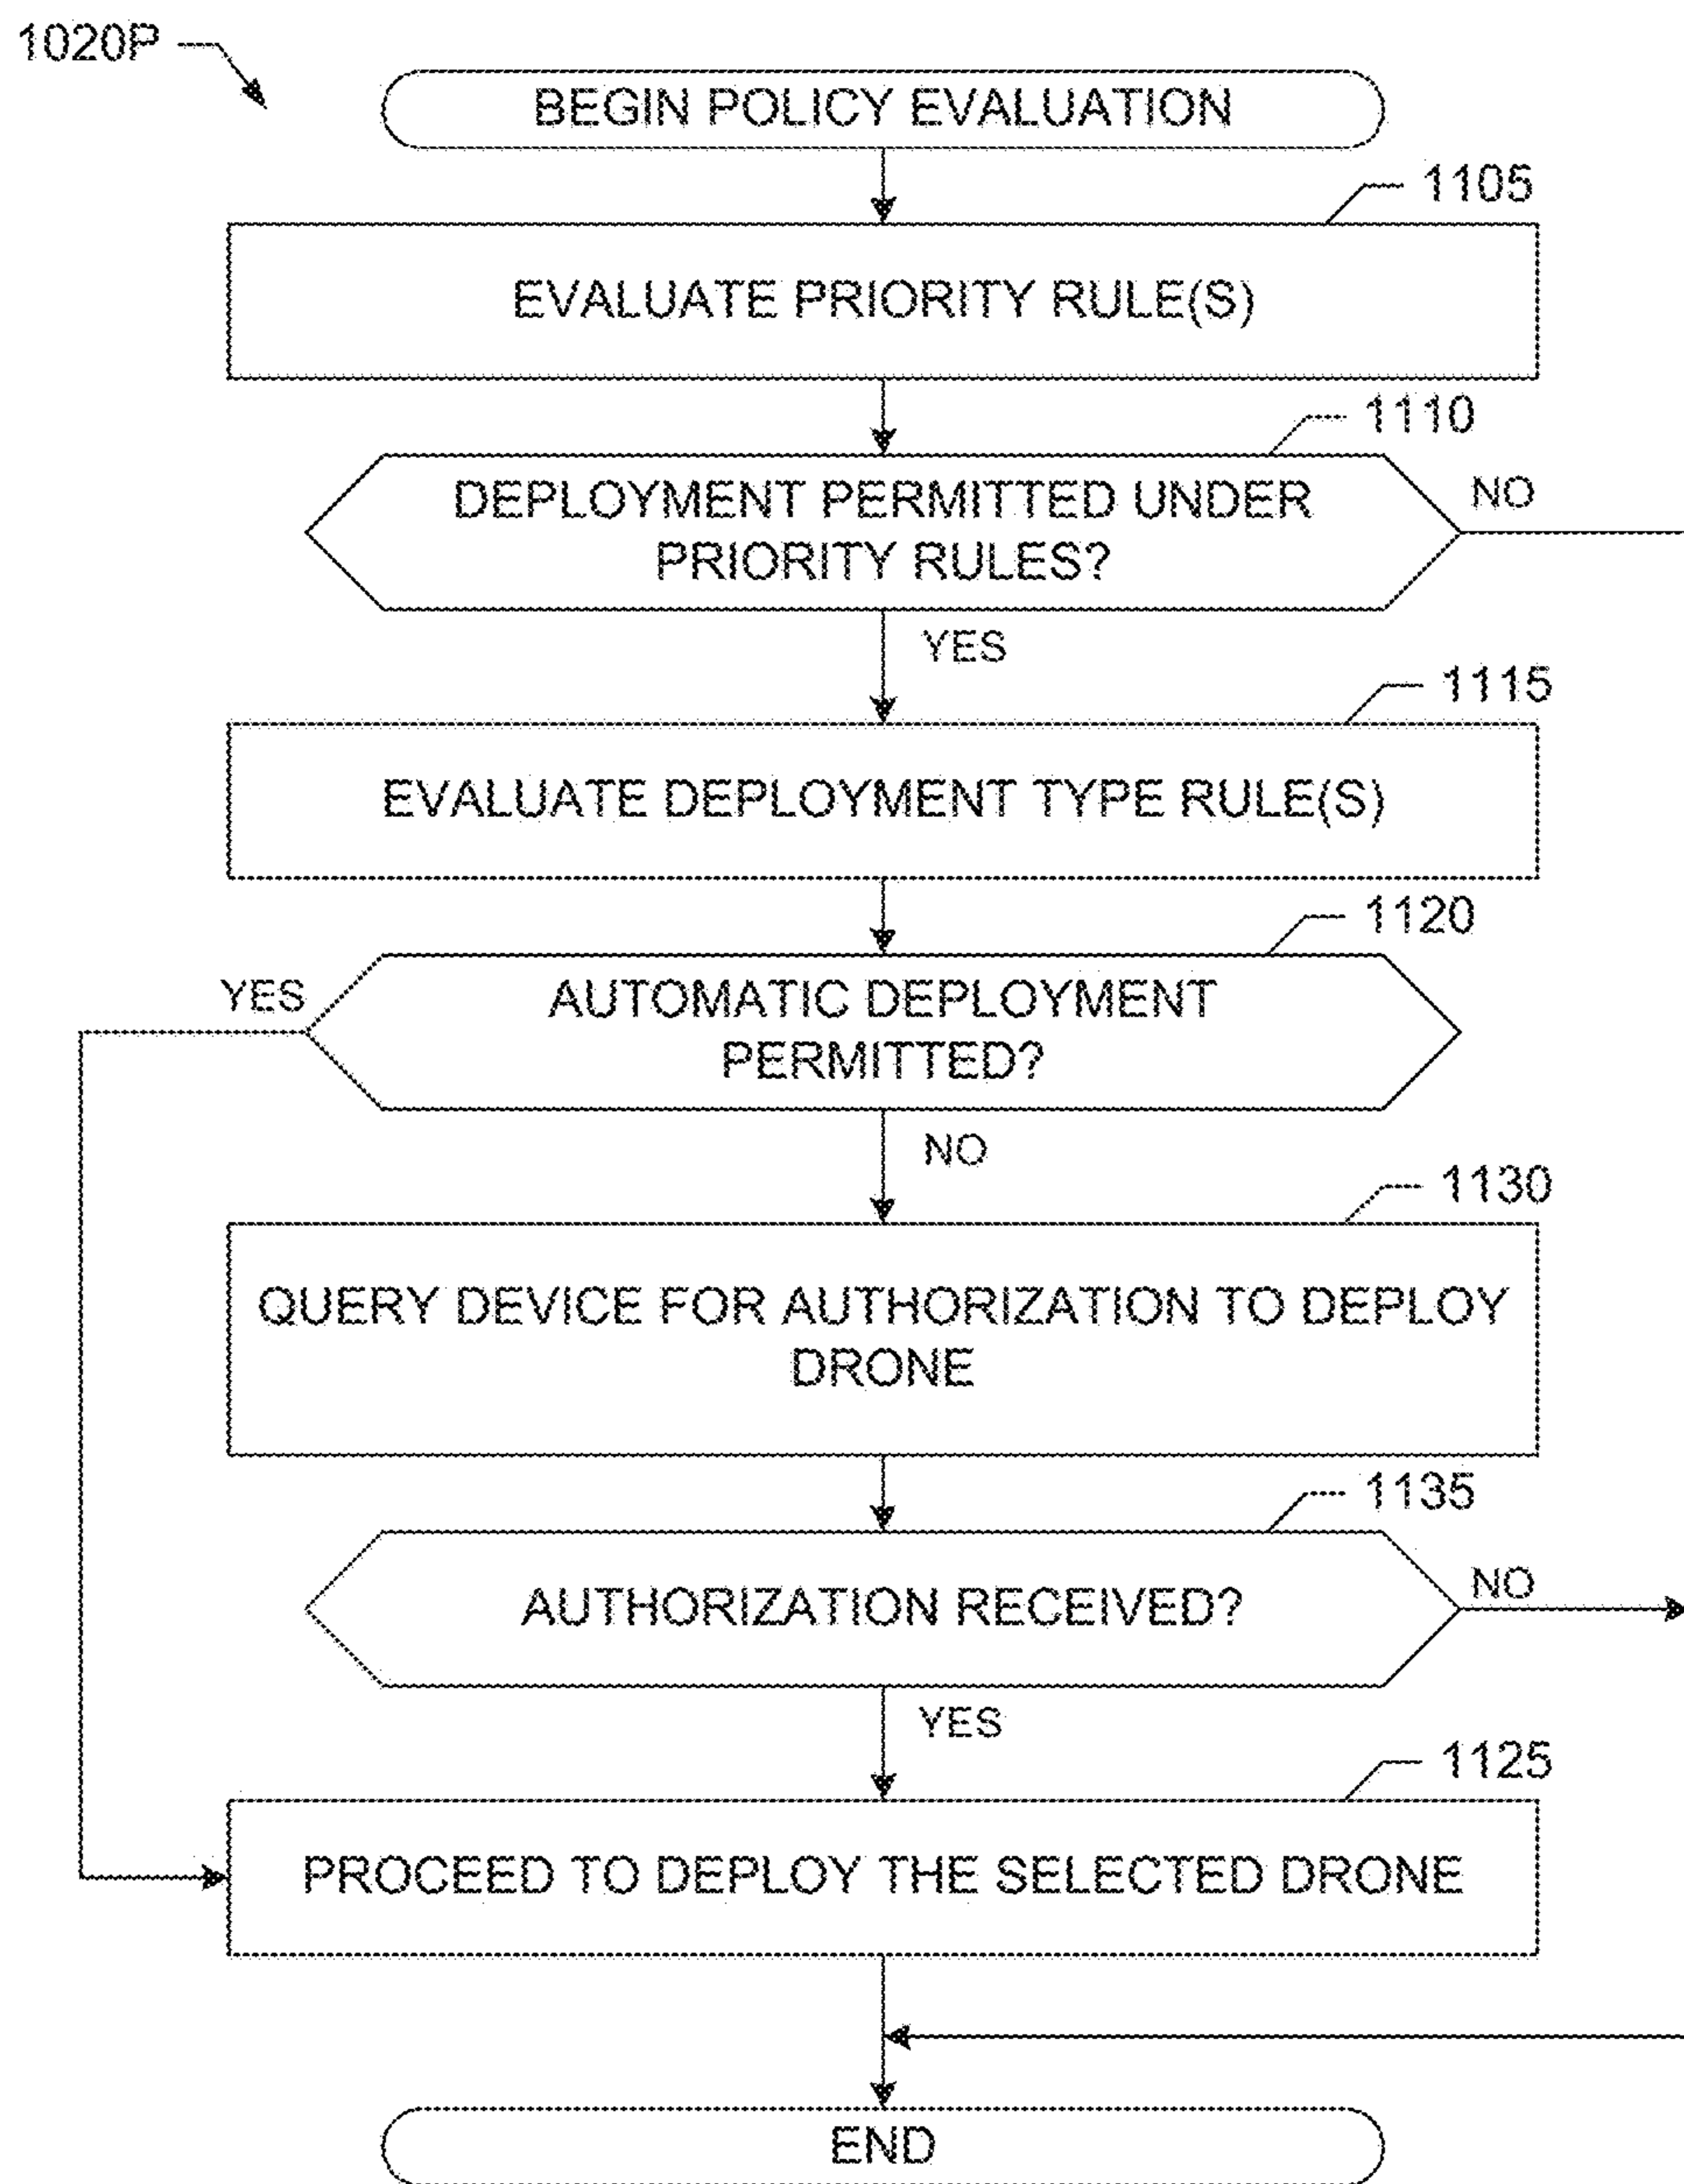 1020P
BEGIN POLICY EVALUATION
1105
EVALUATE PRIORITY RULE(S)
1110
DEPLOYMENT PERMITTED UNDER
PRIORITY RULES?
NO
YES
1115
EVALUATE DEPLOYMENT TYPE RULE(S)
1120
YES
AUTOMATIC DEPLOYMENT
PERMITTED?
NO
1130
QUERY DEVICE FOR AUTHORIZATION TO DEPLOY
DRONE
1135
AUTHORIZATION RECEIVED?
NO
YES
1125
PROCEED TO DEPLOY THE SELECTED DRONE
END